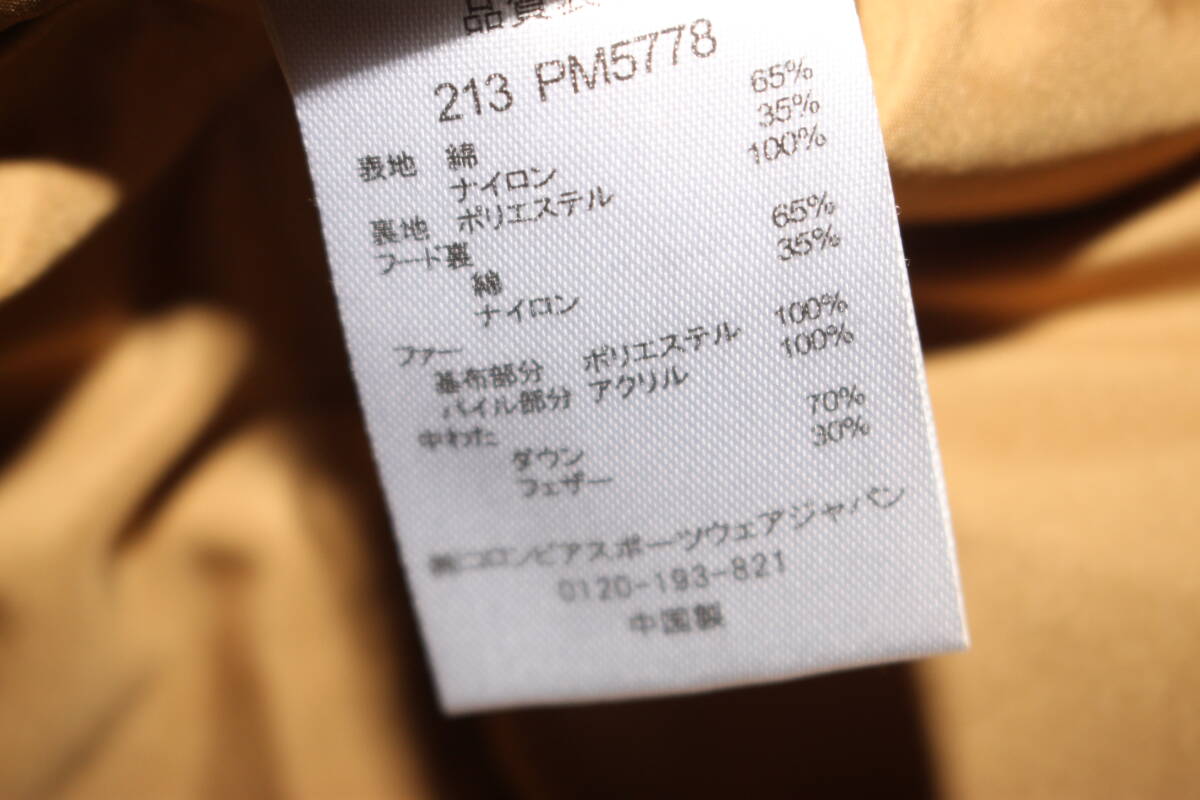 品質
213 PM5778
表地 綿 65%
ナイロン 35%
裏地 ポリエステル 100%
フード裏
綿 65%
ナイロン 35%
ファー
基布部分 ポリエステル 100%
パイル部分 アクリル 100%
中わた
ダウン 70%
フェザー 30%
㈱コロンビアスポーツウェアジャパン
0120-193-821
中国製